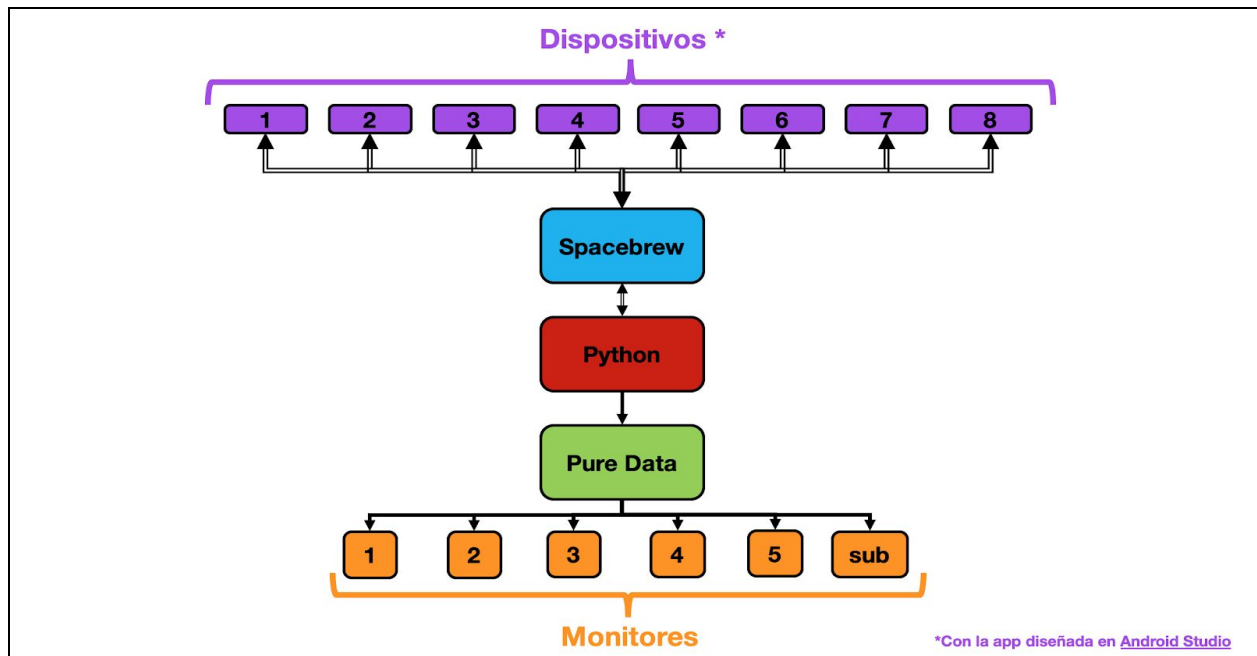 Dispositivos *
1 2 3 4 5 6 7 8
Spacebrew
Python
Pure Data
1 2 3 4 5 sub
Monitores
*Con la app diseñada en Android Studio